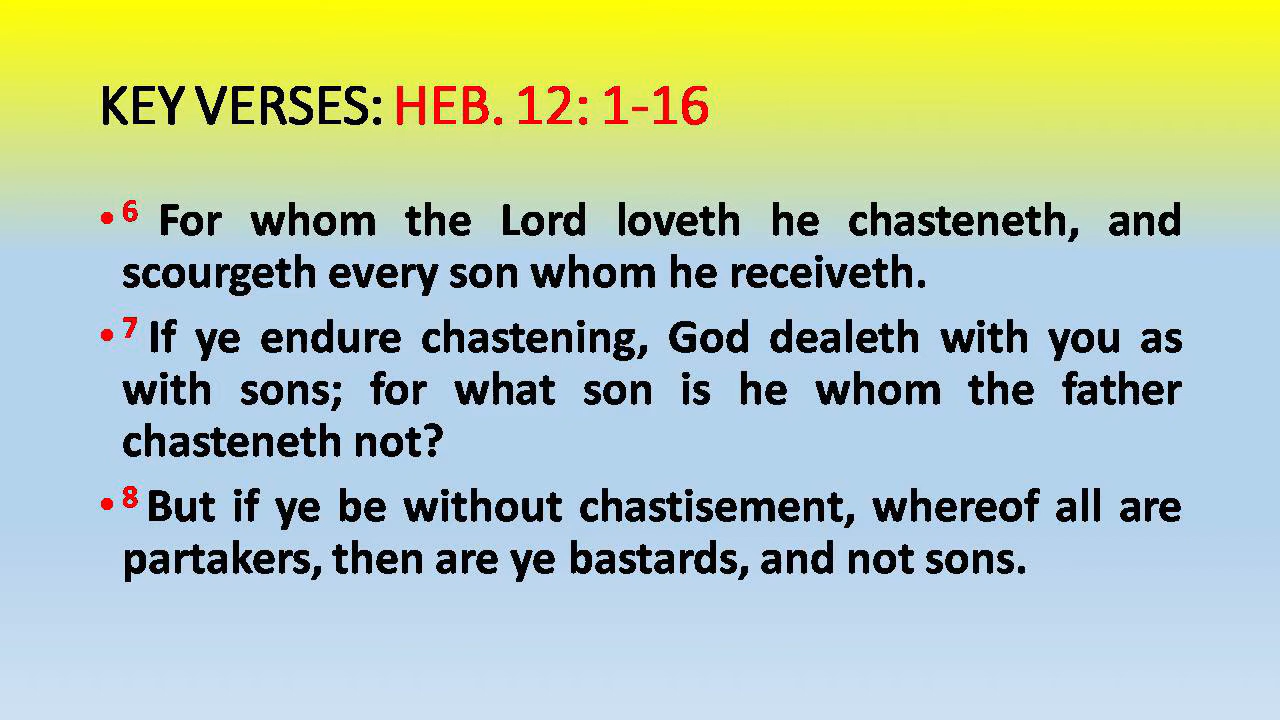 KEY VERSES: HEB. 12: 1-16
• 6 For whom the Lord loveth he chasteneth, and
scourgeth every son whom he receiveth.
• 7 If ye endure chastening, God dealeth with you as
with sons; for what son is he whom the father
chasteneth not?
• 8 But if ye be without chastisement, whereof all are
partakers, then are ye bastards, and not sons.